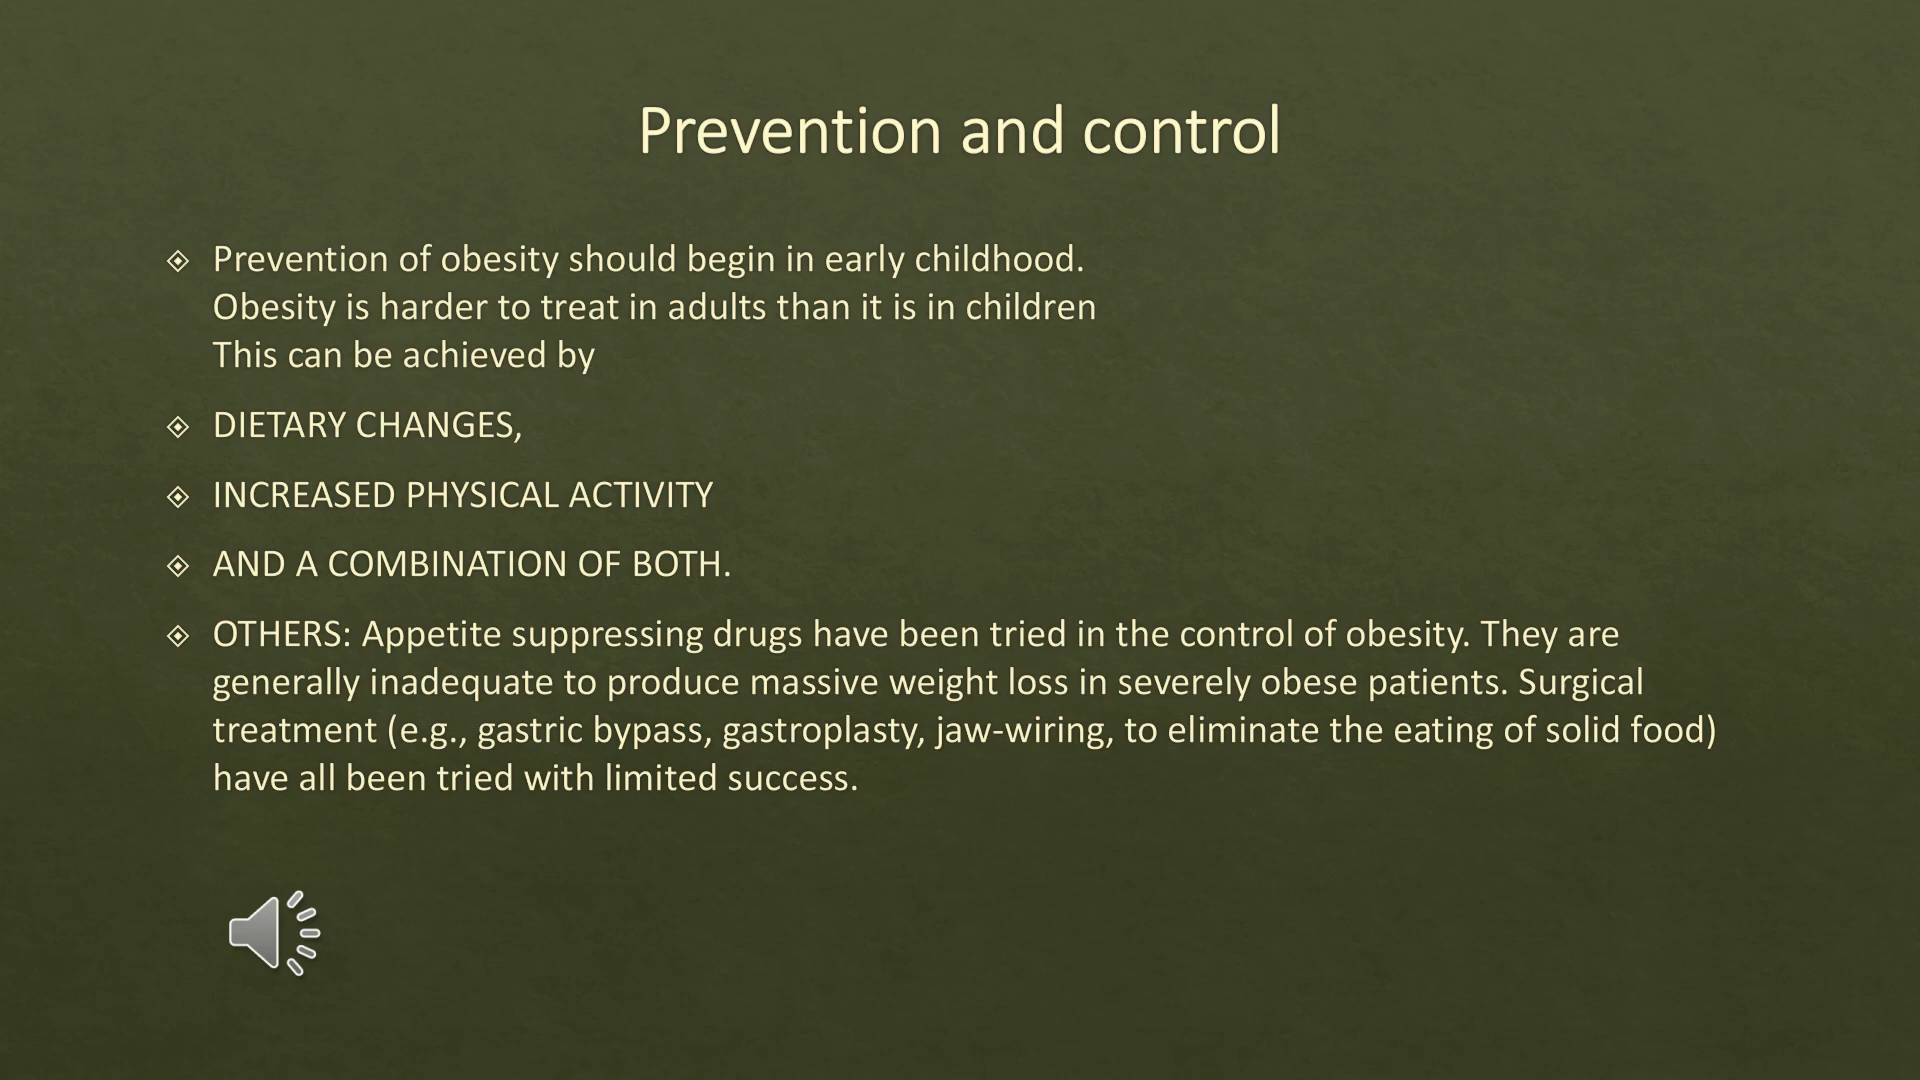 Prevention and control
Prevention of obesity should begin in early childhood.
Obesity is harder to treat in adults than it is in children
This can be achieved by
DIETARY CHANGES,
INCREASED PHYSICAL ACTIVITY
AND A COMBINATION OF BOTH.
OTHERS: Appetite suppressing drugs have been tried in the control of obesity. They are
generally inadequate to produce massive weight loss in severely obese patients. Surgical
treatment (e.g., gastric bypass, gastroplasty, jaw-wiring, to eliminate the eating of solid food)
have all been tried with limited success.